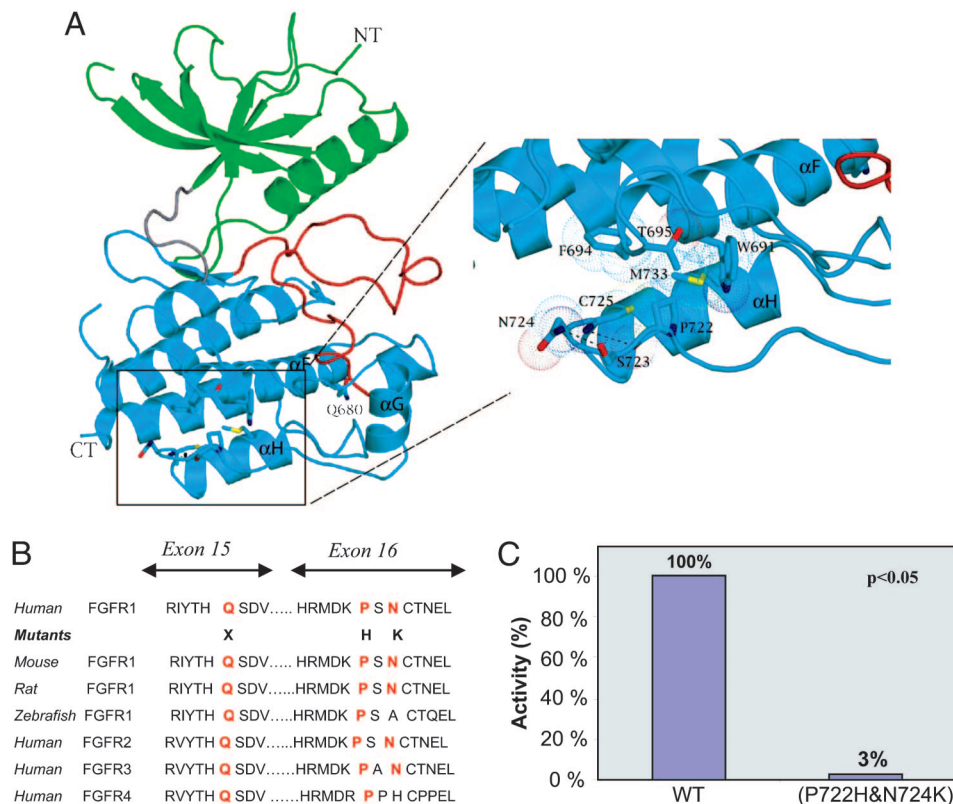 A
NT
αF
Q680
αG
αH
CT
αF
T695
F694
W691
M733
αH
C725
N724
P722
S723
B
Exon 15 Exon 16
Human FGFR1 RIYTH Q SDV..... HRMDK P S N CTNEL
Mutants X H K
Mouse FGFR1 RIYTH Q SDV......HRMDK P S N CTNEL
Rat FGFR1 RIYTH Q SDV......HRMDK P S N CTNEL
Zebrafish FGFR1 RIYTH Q SDV......HRMDK P S A CTQEL
Human FGFR2 RVYTH Q SDV......HRMDK P S N CTNEL
Human FGFR3 RVYTH Q SDV......HRMDK P A N CTNEL
Human FGFR4 RVYTH Q SDV......HRMDR P P H CPPEL
C
100%
p<0.05
100 %
80 %
60 %
40 %
20 %
0 %
Activity (%)
3%
WT (P722H&N724K)